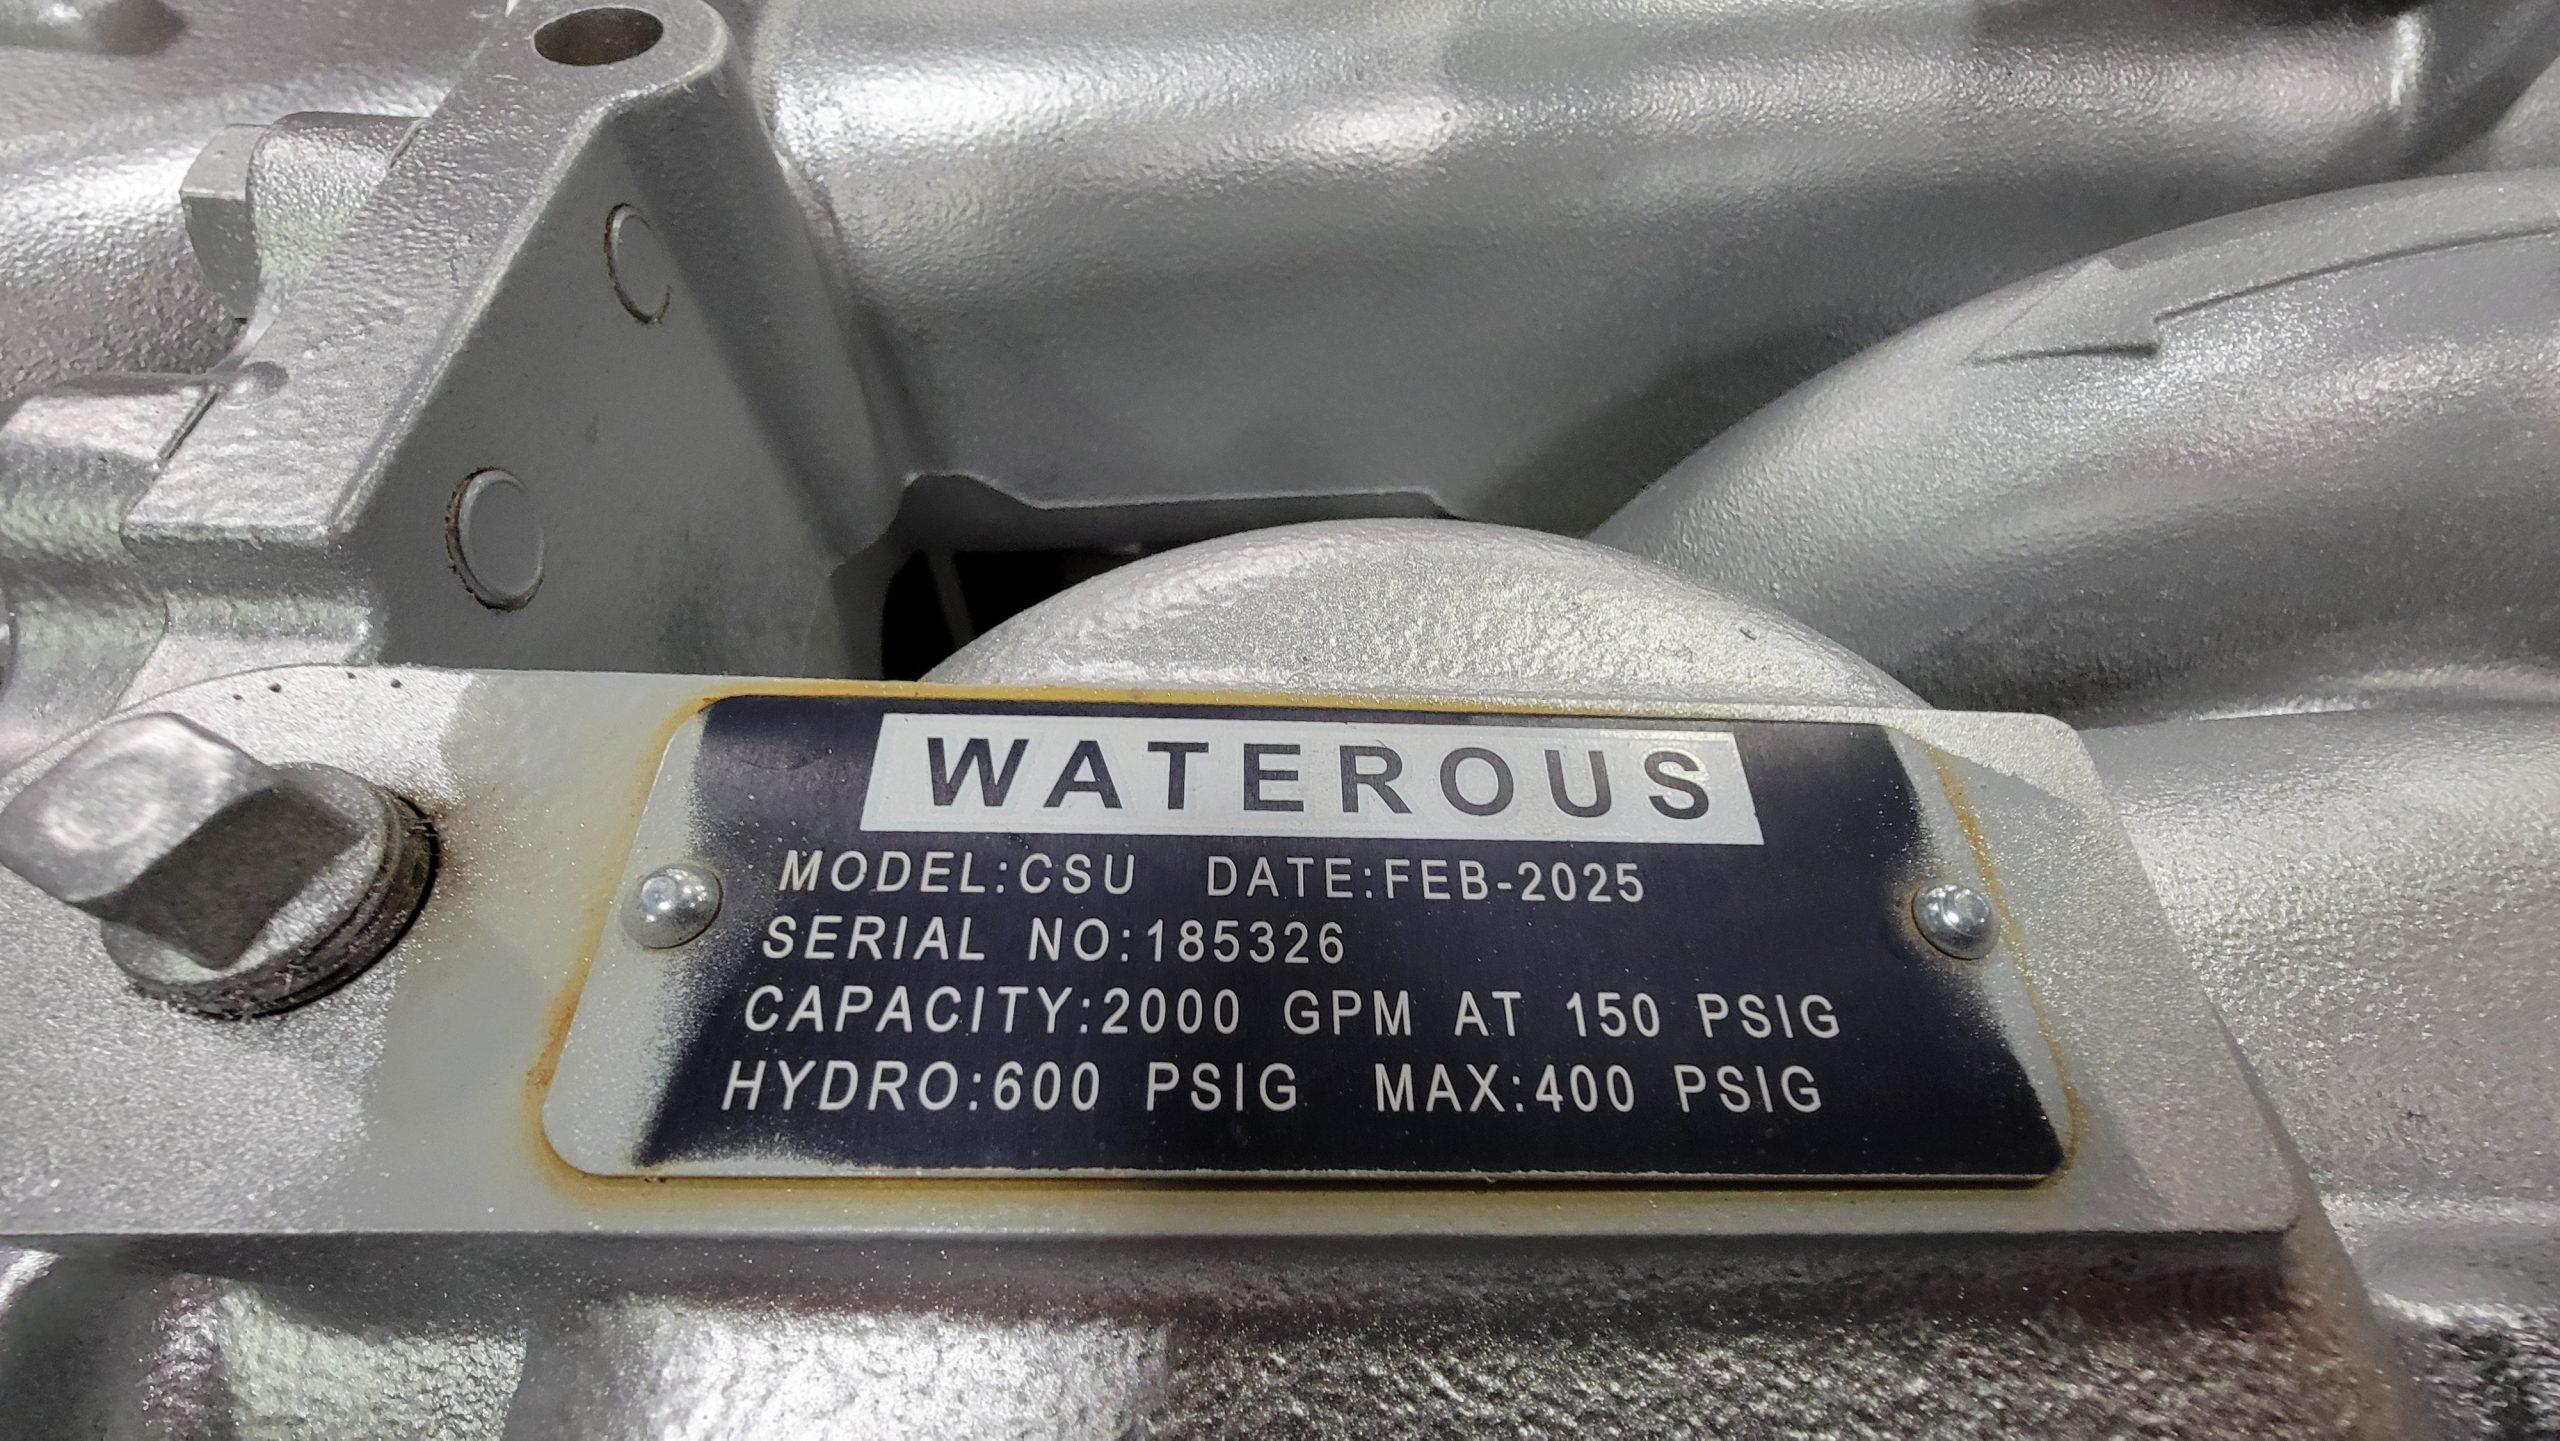 WATEROUS
MODEL:CSU DATE:FEB-2025
SERIAL NO:185326
CAPACITY:2000 GPM AT 150 PSIG
HYDRO:600 PSIG MAX:400 PSIG